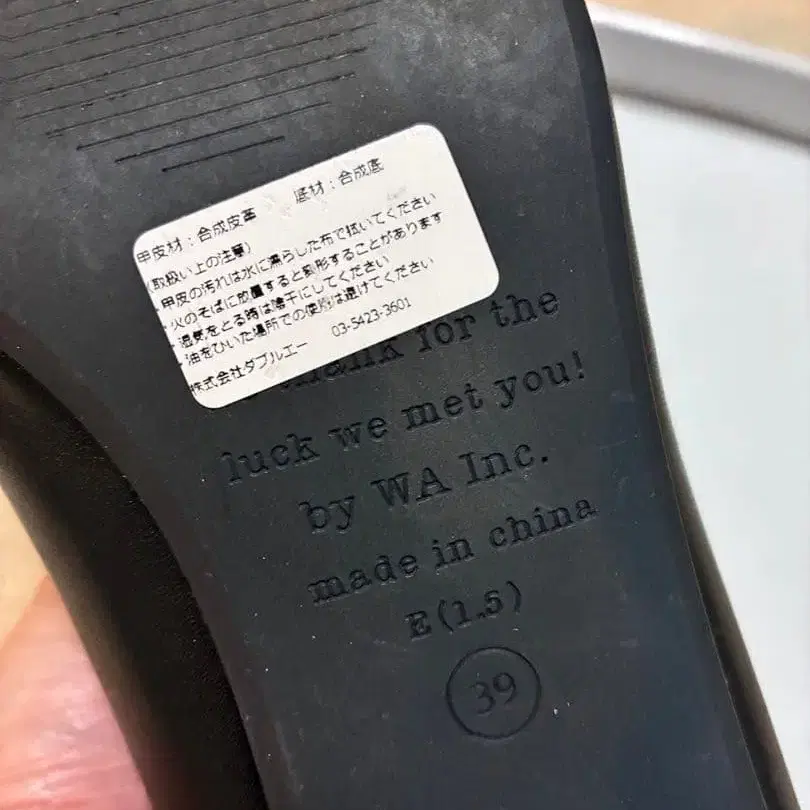 甲皮材：合成皮革　底材：合成底
(取扱い上の注意)
・甲皮の汚れは水に濡らした布で拭いてください
・火のそばに放置すると変形することがあります
・湿気をとる時は陰干にしてください
・油をひいた場所での使用は避けてください
株式会社ダブルエー　03-5423-3601
thank for the
luck we met you!
by WA Inc.
made in china
E(1.5)
39